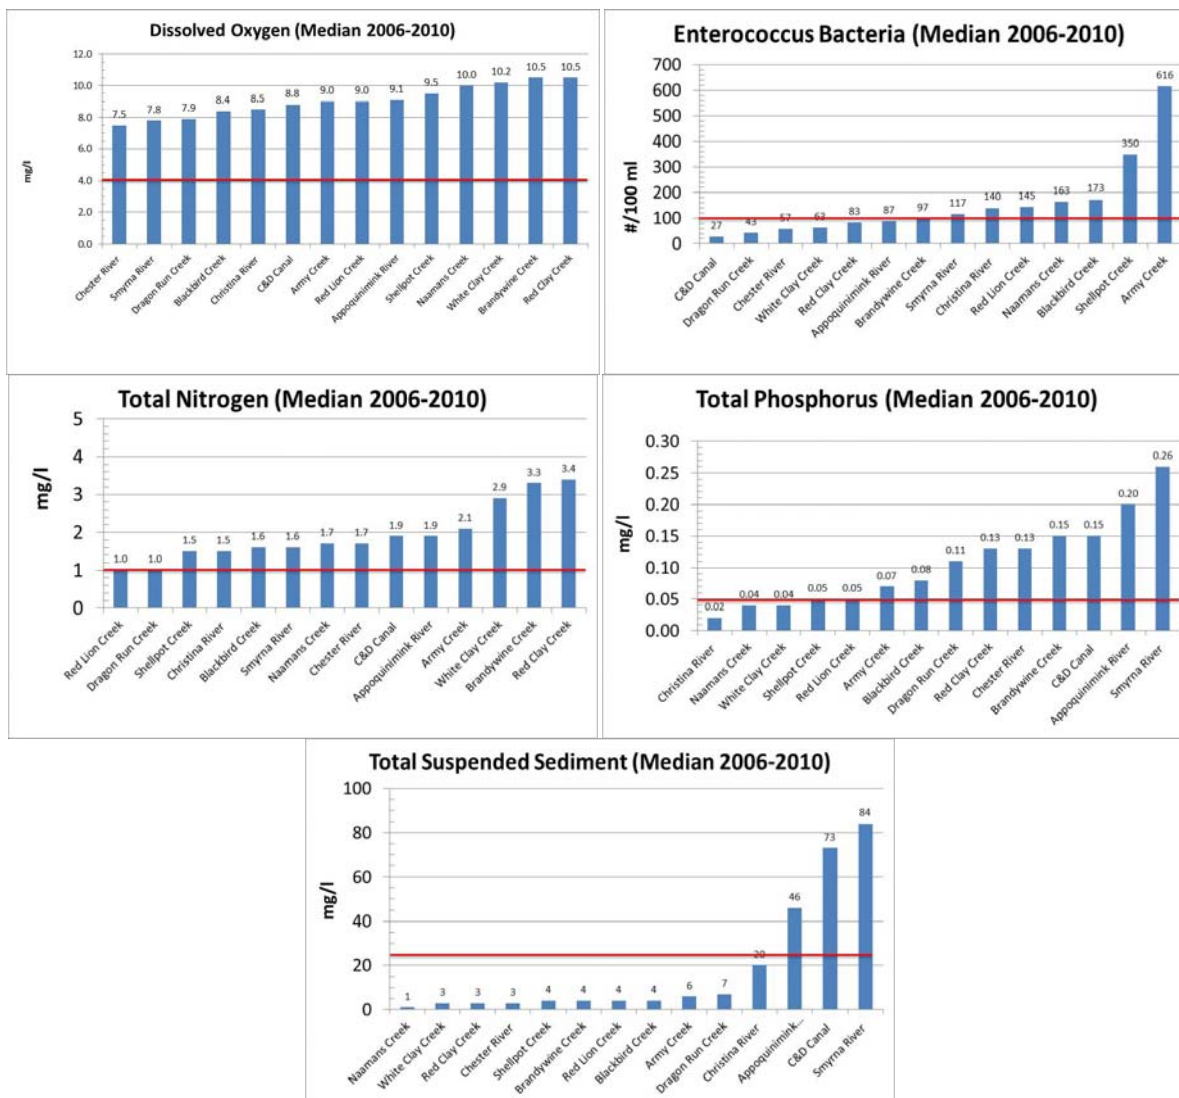 Dissolved Oxygen (Median 2006-2010)
12.0
10.0
8.0
6.0
4.0
2.0
0.0
mg/l
7.5
7.8
7.9
8.4
8.5
8.8
9.0
9.0
9.1
9.5
10.0
10.2
10.5
10.5
Chester River
Smyrna River
Dragon Run Creek
Blackbird Creek
Christina River
C&D Canal
Army Creek
Red Lion Creek
Appoquinimink River
Shellpot Creek
Naamans Creek
White Clay Creek
Brandywine Creek
Red Clay Creek
Enterococcus Bacteria (Median 2006-2010)
700
600
500
400
300
200
100
0
#/100 ml
27
43
57
63
83
87
97
117
140
145
163
173
350
616
C&D Canal
Dragon Run Creek
Chester River
White Clay Creek
Red Clay Creek
Appoquinimink River
Brandywine Creek
Smyrna River
Christina River
Red Lion Creek
Naamans Creek
Blackbird Creek
Shellpot Creek
Army Creek
Total Nitrogen (Median 2006-2010)
5
4
3
2
1
0
mg/l
1.0
1.0
1.5
1.5
1.6
1.6
1.7
1.7
1.9
1.9
2.1
2.9
3.3
3.4
Red Lion Creek
Dragon Run Creek
Shellpot Creek
Christina River
Blackbird Creek
Smyrna River
Naamans Creek
Chester River
C&D Canal
Appoquinimink River
Army Creek
White Clay Creek
Brandywine Creek
Red Clay Creek
Total Phosphorus (Median 2006-2010)
0.30
0.25
0.20
0.15
0.10
0.05
0.00
mg/l
0.02
0.04
0.04
0.05
0.05
0.07
0.08
0.11
0.13
0.13
0.15
0.15
0.20
0.26
Christina River
Naamans Creek
White Clay Creek
Shellpot Creek
Red Lion Creek
Army Creek
Blackbird Creek
Dragon Run Creek
Red Clay Creek
Chester River
Brandywine Creek
C&D Canal
Appoquinimink River
Smyrna River
Total Suspended Sediment (Median 2006-2010)
100
80
60
40
20
0
mg/l
1
3
3
3
4
4
4
4
6
7
20
46
73
84
Naamans Creek
White Clay Creek
Red Clay Creek
Chester River
Shellpot Creek
Brandywine Creek
Red Lion Creek
Blackbird Creek
Army Creek
Dragon Run Creek
Christina River
Appoquinimink...
C&D Canal
Smyrna River